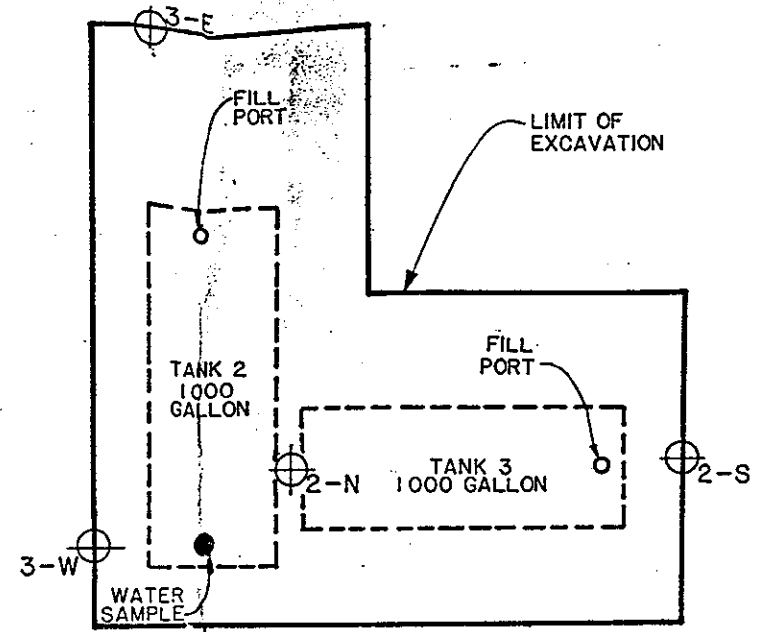 3-E
FILL
PORT
LIMIT OF
EXCAVATION
TANK 2
1000
GALLON
FILL
PORT
TANK 3
1000 GALLON
2-N
2-S
3-W
WATER
SAMPLE